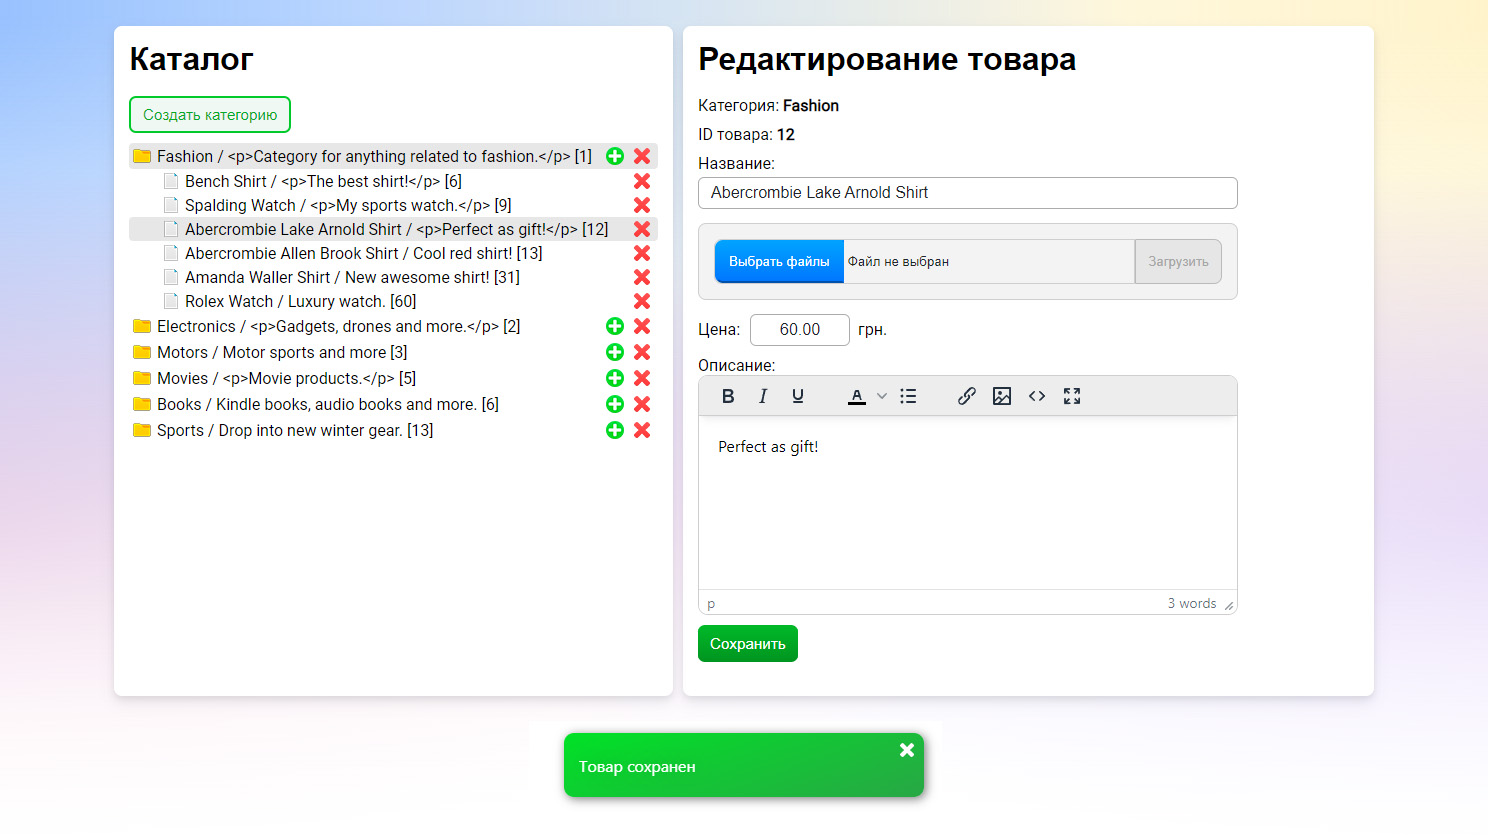 Каталог
Создать категорию
Fashion / <p>Category for anything related to fashion.</p> [1]
Bench Shirt / <p>The best shirt!</p> [6]
Spalding Watch / <p>My sports watch.</p> [9]
Abercrombie Lake Arnold Shirt / <p>Perfect as gift!</p> [12]
Abercrombie Allen Brook Shirt / Cool red shirt! [13]
Amanda Waller Shirt / New awesome shirt! [31]
Rolex Watch / Luxury watch. [60]
Electronics / <p>Gadgets, drones and more.</p> [2]
Motors / Motor sports and more [3]
Movies / <p>Movie products.</p> [5]
Books / Kindle books, audio books and more. [6]
Sports / Drop into new winter gear. [13]
Редактирование товара
Категория: Fashion
ID товара: 12
Название:
Abercrombie Lake Arnold Shirt
Выбрать файлы Файл не выбран Загрузить
Цена: 60.00 грн.
Описание:
B I U A
Perfect as gift!
p 3 words
Сохранить
Товар сохранен